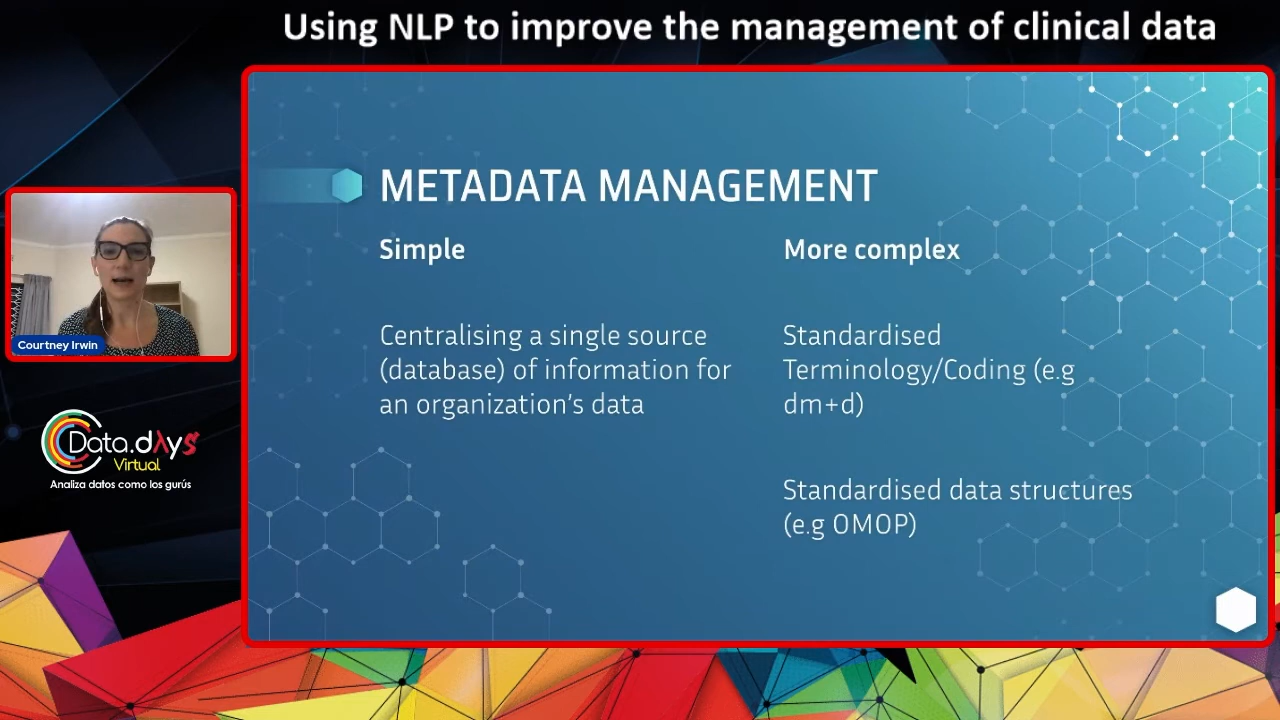 Using NLP to improve the management of clinical data
METADATA MANAGEMENT
Simple
Centralising a single source
(database) of information for
an organization's data
More complex
Standardised
Terminology/Coding (e.g
dm+d)
Standardised data structures
(e.g OMOP)
Courtney Irwin
Data.dAys
Virtual
Analiza datos como los gurús